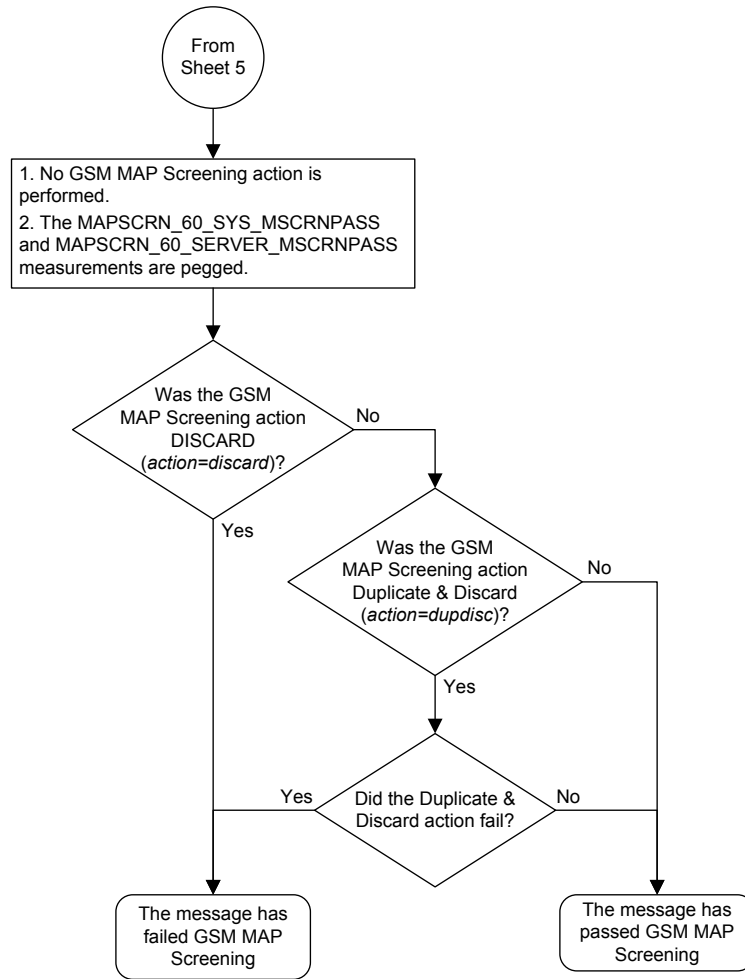 From
Sheet 5
1. No GSM MAP Screening action is
performed.
2. The MAPSCRN_60_SYS_MSCRNPASS
and MAPSCRN_60_SERVER_MSCRNPASS
measurements are pegged.
Was the GSM
MAP Screening action
DISCARD
(action=discard)?
No
Yes
Was the GSM
MAP Screening action
Duplicate & Discard
(action=dupdisc)?
No
Yes
Did the Duplicate &
Discard action fail?
Yes
No
The message has
failed GSM MAP
Screening
The message has
passed GSM MAP
Screening